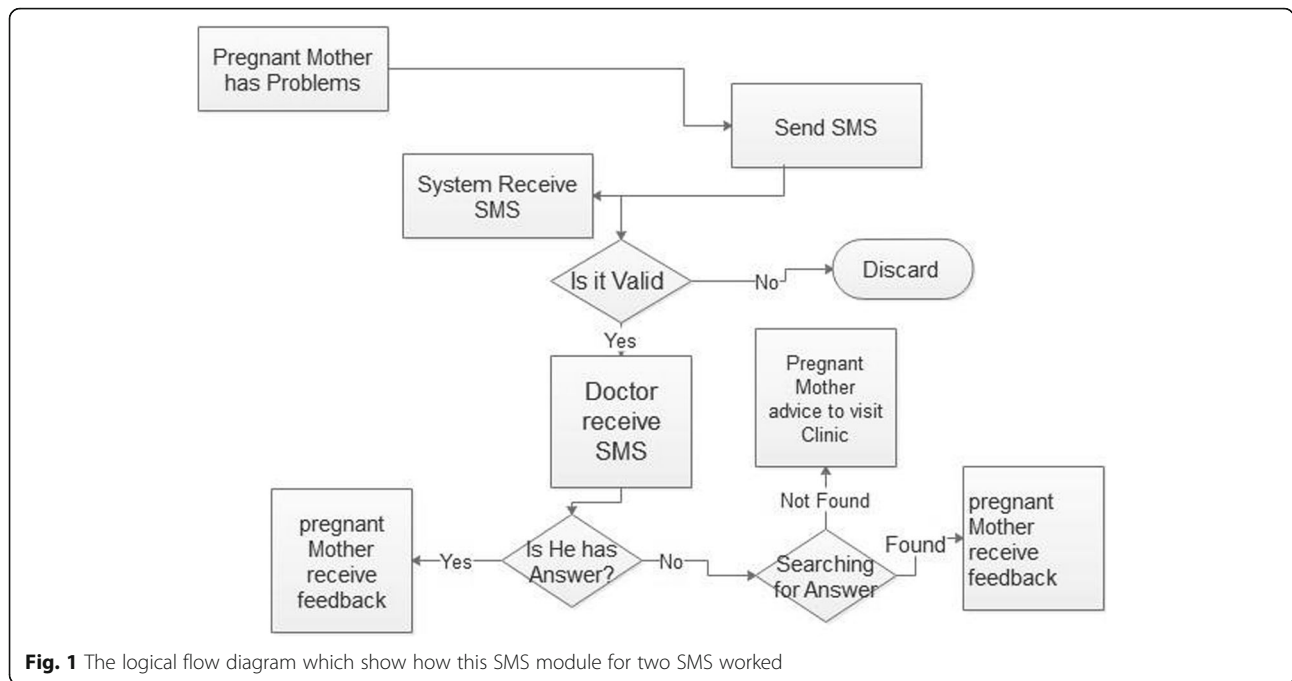 Pregnant Mother
has Problems
Send SMS
System Receive
SMS
Is it Valid
No
Discard
Yes
Doctor
receive
SMS
Pregnant
Mother
advice to visit
Clinic
Not Found
pregnant
Mother
receive
feedback
Yes
Is He has
Answer?
No
Searching
for Answer
Found
pregnant
Mother
receive
feedback
Fig. 1 The logical flow diagram which show how this SMS module for two SMS worked